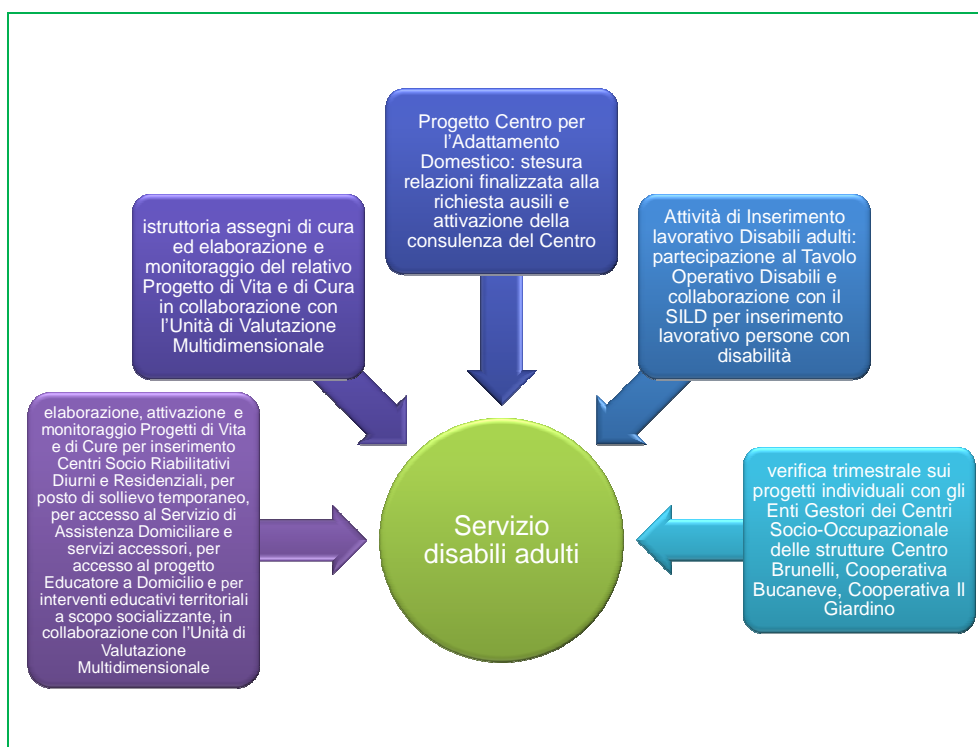 Progetto Centro per
l'Adattamento
Domestico: stesura
relazioni finalizzata alla
richiesta ausili e
attivazione della
consulenza del Centro
istruttoria assegni di cura
ed elaborazione e
monitoraggio del relativo
Progetto di Vita e di Cura
in collaborazione con
l'Unità di Valutazione
Multidimensionale
Attività di Inserimento
lavorativo Disabili adulti:
partecipazione al Tavolo
Operativo Disabili e
collaborazione con il
SILD per inserimento
lavorativo persone con
disabilità
elaborazione, attivazione e
monitoraggio Progetti di Vita
e di Cure per inserimento
Centri Socio Riabilitativi
Diurni e Residenziali, per
posto di sollievo temporaneo,
per accesso al Servizio di
Assistenza Domiciliare e
servizi accessori, per
accesso al progetto
Educatore a Domicilio e per
interventi educativi territoriali
a scopo socializzante, in
collaborazione con l'Unità di
Valutazione
Multidimensionale
Servizio
disabili adulti
verifica trimestrale sui
progetti individuali con gli
Enti Gestori dei Centri
Socio-Occupazionale
delle strutture Centro
Brunelli, Cooperativa
Bucaneve, Cooperativa Il
Giardino